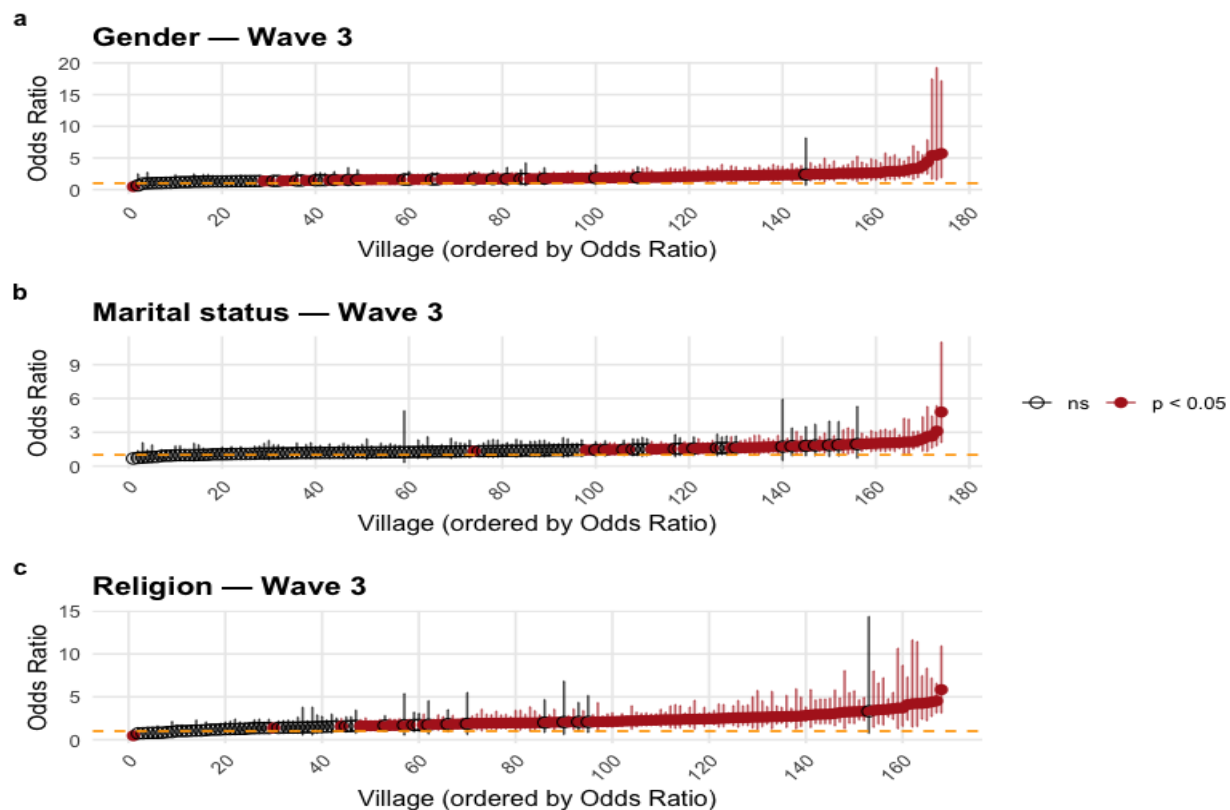 a
Gender — Wave 3
Odds Ratio
20
15
10
5
0
0 20 40 60 80 100 120 140 160 180
Village (ordered by Odds Ratio)
b
Marital status — Wave 3
Odds Ratio
9
6
3
0
0 20 40 60 80 100 120 140 160 180
Village (ordered by Odds Ratio)
ns p < 0.05
c
Religion — Wave 3
Odds Ratio
15
10
5
0
0 20 40 60 80 100 120 140 160
Village (ordered by Odds Ratio)